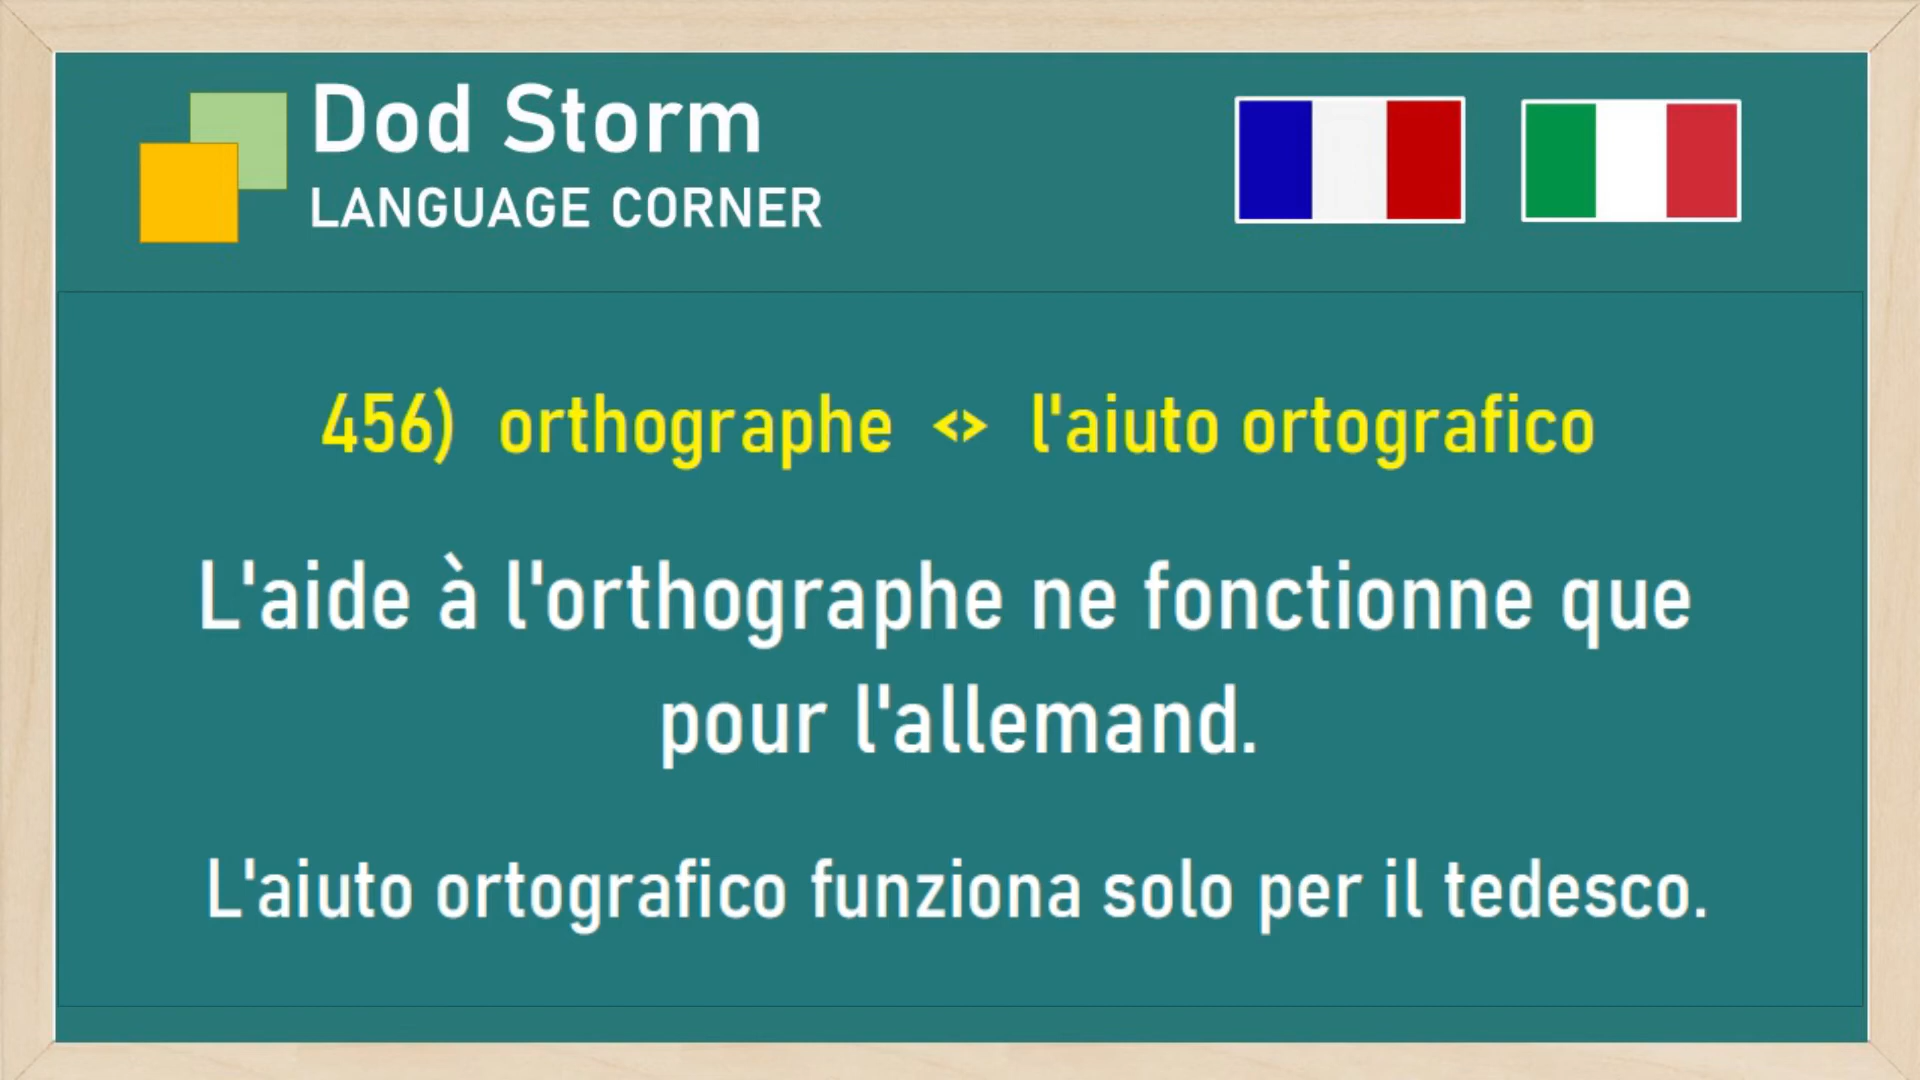 Dod Storm
LANGUAGE CORNER
456) orthographe <> l'aiuto ortografico
L'aide à l'orthographe ne fonctionne que
pour l'allemand.
L'aiuto ortografico funziona solo per il tedesco.